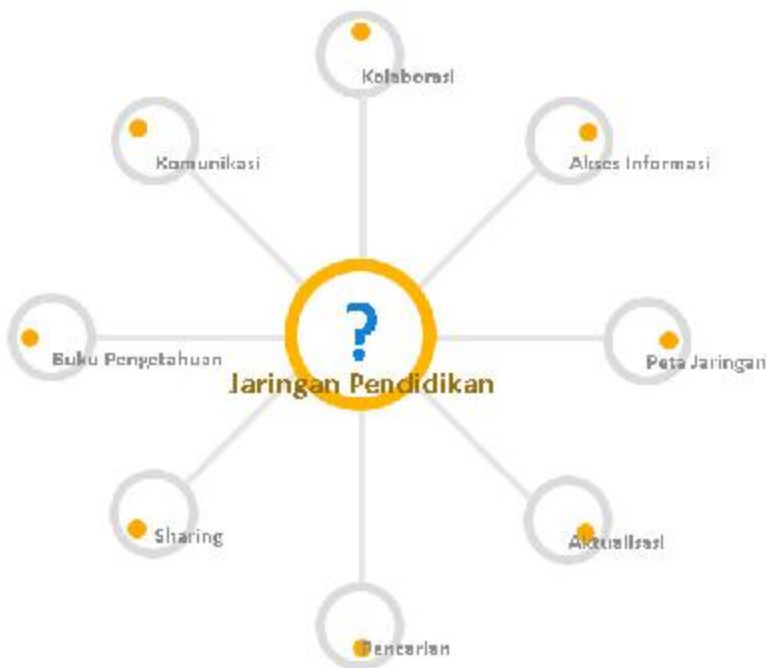 Kolaborasi
Komunikasi
Akses Informasi
?
Buku Pengetahuan
Jaringan Pendidikan
Peta Jaringan
Sharing
Aktualisasi
Pencarian